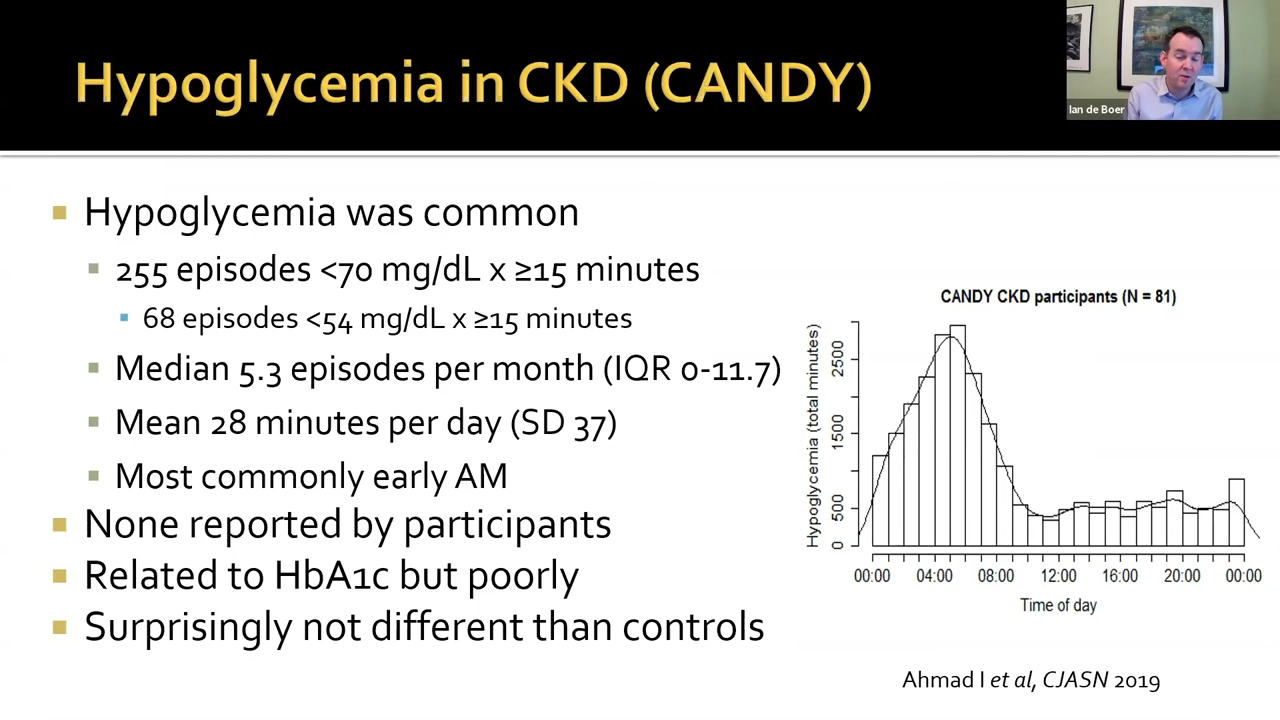 Hypoglycemia in CKD (CANDY)
Ian de Boer
Hypoglycemia was common
255 episodes <70 mg/dL x ≥15 minutes
68 episodes <54 mg/dL x ≥15 minutes
Median 5.3 episodes per month (IQR 0-11.7)
Mean 28 minutes per day (SD 37)
Most commonly early AM
None reported by participants
Related to HbA1c but poorly
Surprisingly not different than controls
CANDY CKD participants (N = 81)
Hypoglycemia (total minutes)
2500
1500
500
0
00:00 04:00 08:00 12:00 16:00 20:00 00:00
Time of day
Ahmad I et al, CJASN 2019